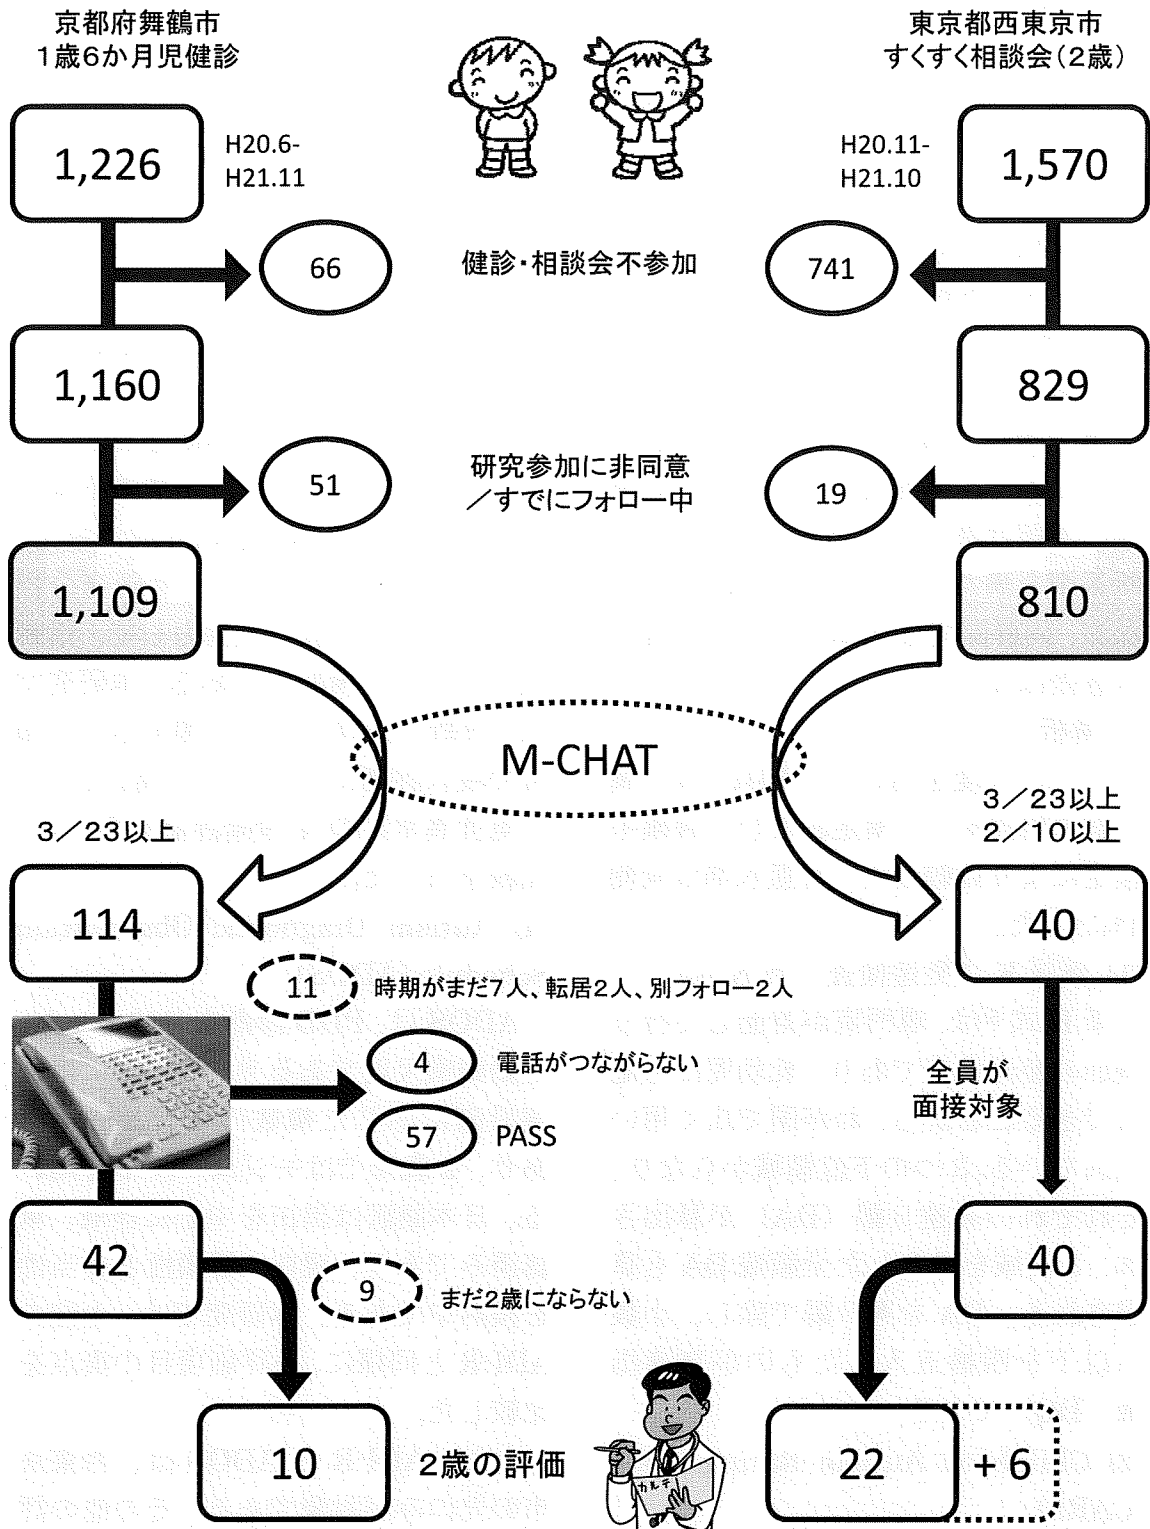 京都府舞鶴市
1歳6か月児健診
東京都西東京市
すくすく相談会(2歳)
1,226
H20.6-
H21.11
H20.11-
H21.10
1,570
66
健診・相談会不参加
741
1,160
829
51
研究参加に非同意
/すでにフォロー中
19
1,109
810
M-CHAT
3/23以上
3/23以上
2/10以上
114
40
11
時期がまだ7人、転居2人、別フォロー2人
4
電話がつながらない
57
PASS
全員が
面接対象
42
40
9
まだ2歳にならない
10
2歳の評価
カルテ
22
+ 6